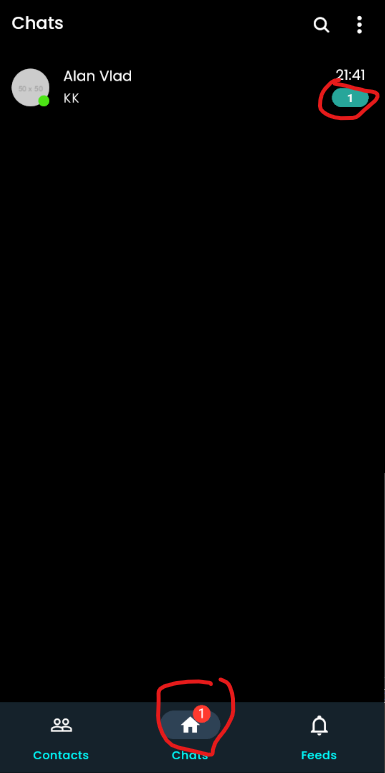 Chats
Alan Vlad
21:41
50 x 50
KK
1
1
Contacts
Chats
Feeds